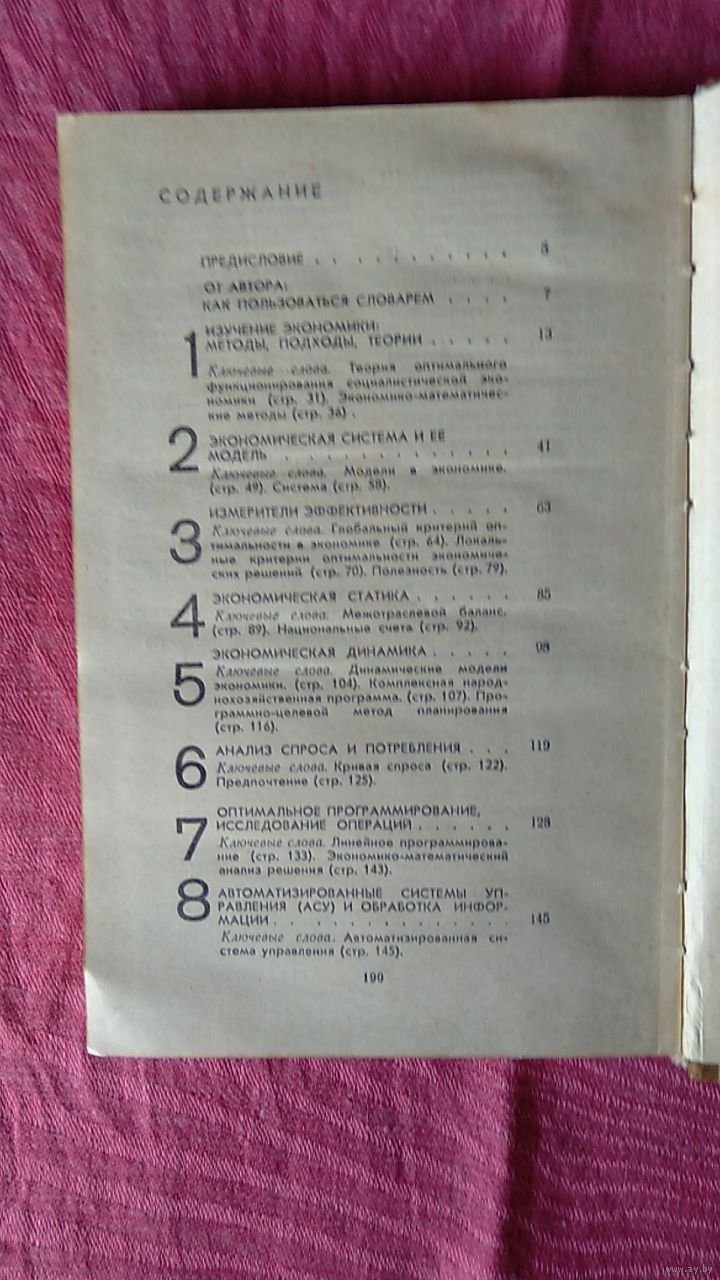 СОДЕРЖАНИЕ
ПРЕДИСЛОВИЕ . . . . . . . . . . . 5
ОТ АВТОРА:
КАК ПОЛЬЗОВАТЬСЯ СЛОВАРЕМ . . . . 7
1 ИЗУЧЕНИЕ ЭКОНОМИКИ:
МЕТОДЫ, ПОДХОДЫ, ТЕОРИИ . . . . . 13
Ключевые слова. Теория оптимального
функционирования социалистической эко-
номики (стр. 31). Экономико-математичес-
кие методы (стр. 36) .
2 ЭКОНОМИЧЕСКАЯ СИСТЕМА И ЕЕ
МОДЕЛЬ . . . . . . . . . . . . . 41
Ключевые слова. Модели в экономике.
(стр. 49). Система (стр. 58).
3 ИЗМЕРИТЕЛИ ЭФФЕКТИВНОСТИ . . . . . 63
Ключевые слова. Глобальный критерий оп-
тимальности в экономике (стр. 64). Локаль-
ные критерии оптимальности экономиче-
ских решений (стр. 70). Полезность (стр. 79).
4 ЭКОНОМИЧЕСКАЯ СТАТИКА . . . . . . 85
Ключевые слова. Межотраслевой баланс.
(стр. 89). Национальные счета (стр. 92).
5 ЭКОНОМИЧЕСКАЯ ДИНАМИКА . . . . . 98
Ключевые слова. Динамические модели
экономики. (стр. 104). Комплексная народ-
нохозяйственная программа. (стр. 107). Про-
граммно-целевой метод планирования
(стр. 116).
6 АНАЛИЗ СПРОСА И ПОТРЕБЛЕНИЯ . . . 119
Ключевые слова. Кривая спроса (стр. 122).
Предпочтение (стр. 125).
7 ОПТИМАЛЬНОЕ ПРОГРАММИРОВАНИЕ,
ИССЛЕДОВАНИЕ ОПЕРАЦИЙ . . . . . . 128
Ключевые слова. Линейное программирова-
ние (стр. 133). Экономико-математический
анализ решения (стр. 143).
8 АВТОМАТИЗИРОВАННЫЕ СИСТЕМЫ УП-
РАВЛЕНИЯ (АСУ) И ОБРАБОТКА ИНФОР-
МАЦИИ . . . . . . . . . . . . . . 145
Ключевые слова. Автоматизированная си-
стема управления (стр. 145).
190
www.ay.by